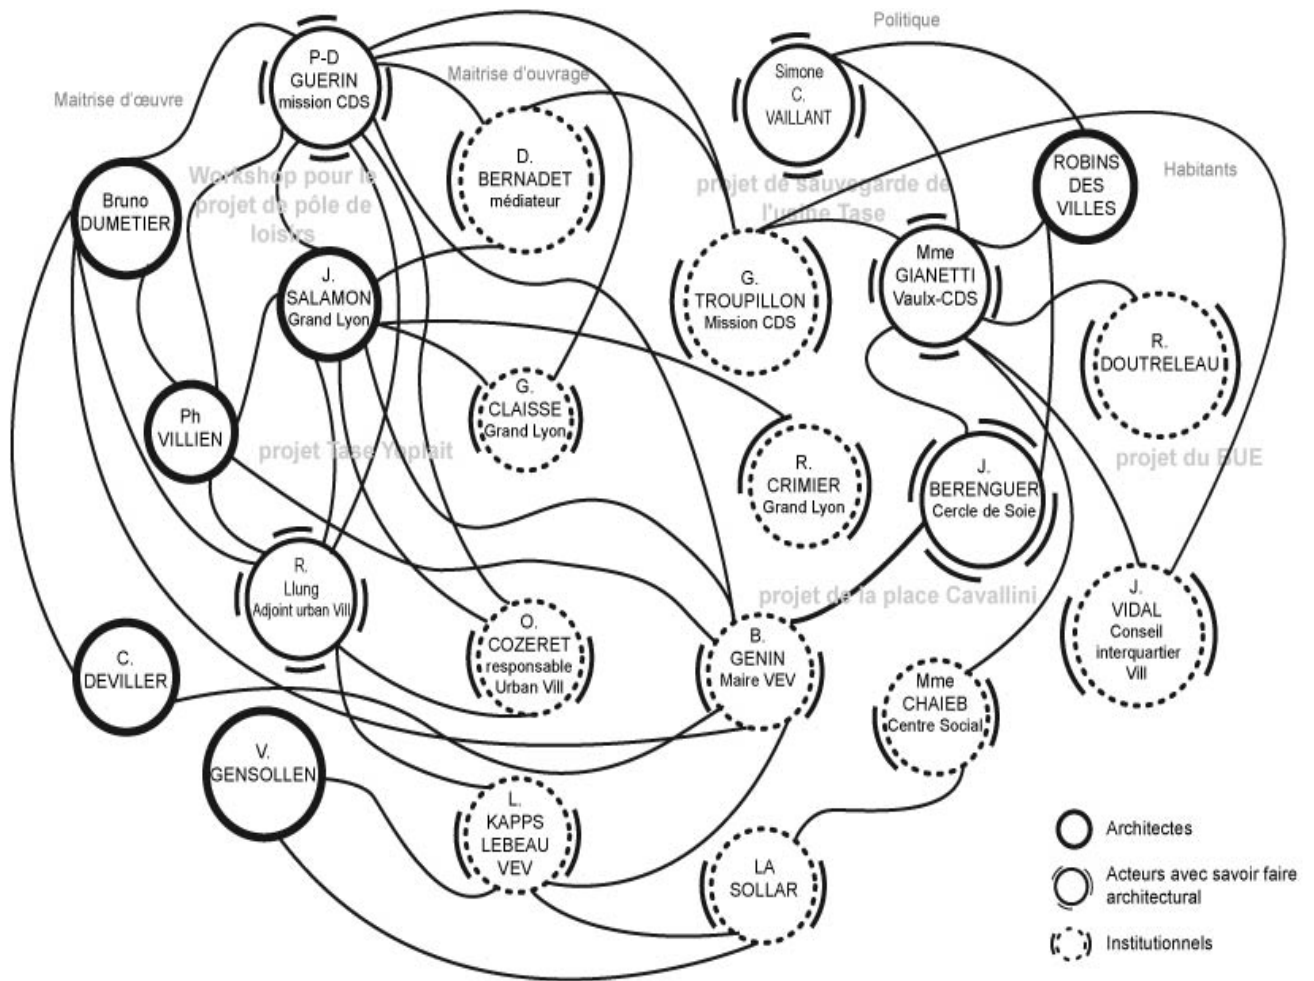 Politique
P-D
GUERIN
mission CDS
Maitrise d'ouvrage
Simone
C.
VAILLANT
Maitrise d'œuvre
D.
BERNADET
médiateur
ROBINS
DES
VILLES
Habitants
Workshop pour le
projet de pôle de
loisirs
projet de sauvegarde de
l'usine Tase
Bruno
DUMETIER
Mme
GIANETTI
Vaulx-CDS
J.
SALAMON
Grand Lyon
G.
TROUPILLON
Mission CDS
R.
DOUTRELEAU
G.
CLAISSE
Grand Lyon
Ph
VILLIEN
projet Tase Yoplait
R.
CRIMIER
Grand Lyon
J.
BERENGUER
Cercle de Soie
projet du BUE
R.
Llung
Adjoint urban Vill
projet de la place Cavallini
J.
VIDAL
Conseil
interquartier
Vill
O.
COZERET
responsable
Urban Vill
B.
GENIN
Maire VEV
C.
DEVILLER
Mme
CHAIEB
Centre Social
V.
GENSOLLEN
L.
KAPPS
LEBEAU
VEV
LA
SOLLAR
Architectes
Acteurs avec savoir faire
architectural
Institutionnels